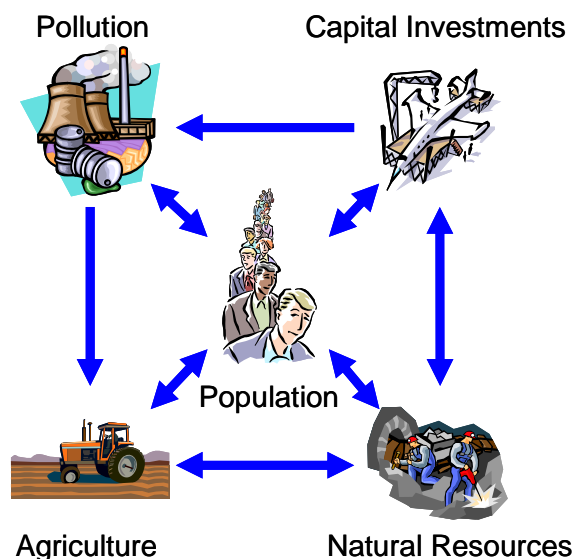 Pollution
Capital Investments
Population
Agriculture
Natural Resources